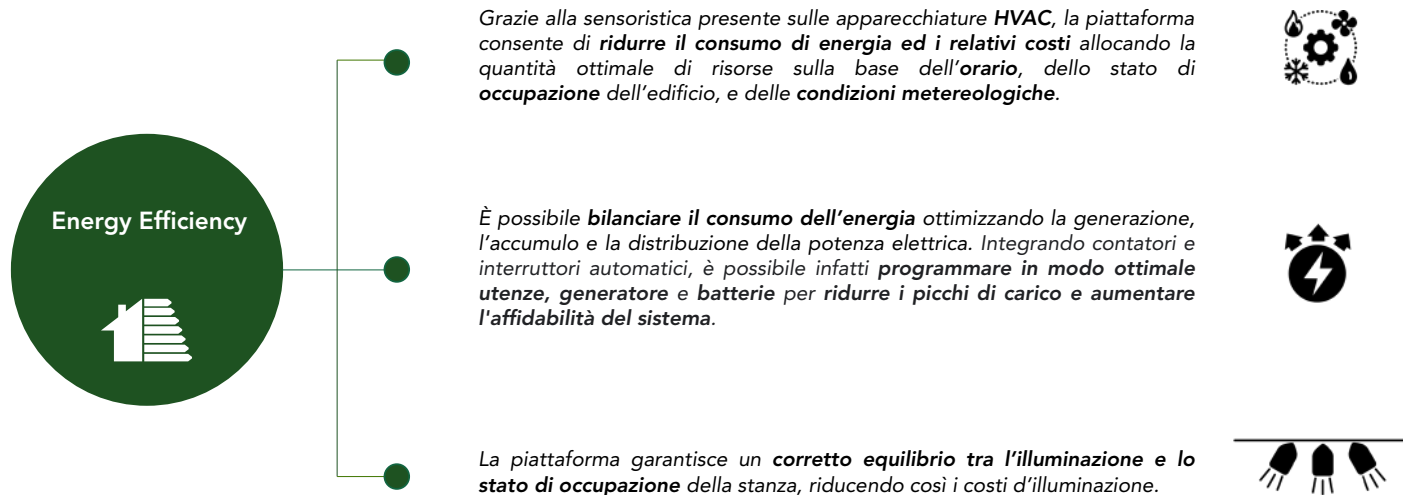 Grazie alla sensoristica presente sulle apparecchiature HVAC, la piattaforma
consente di ridurre il consumo di energia ed i relativi costi allocando la
quantità ottimale di risorse sulla base dell’orario, dello stato di
occupazione dell’edificio, e delle condizioni metereologiche.
Energy Efficiency
È possibile bilanciare il consumo dell’energia ottimizzando la generazione,
l’accumulo e la distribuzione della potenza elettrica. Integrando contatori e
interruttori automatici, è possibile infatti programmare in modo ottimale
utenze, generatore e batterie per ridurre i picchi di carico e aumentare
l'affidabilità del sistema.
La piattaforma garantisce un corretto equilibrio tra l’illuminazione e lo
stato di occupazione della stanza, riducendo così i costi d’illuminazione.